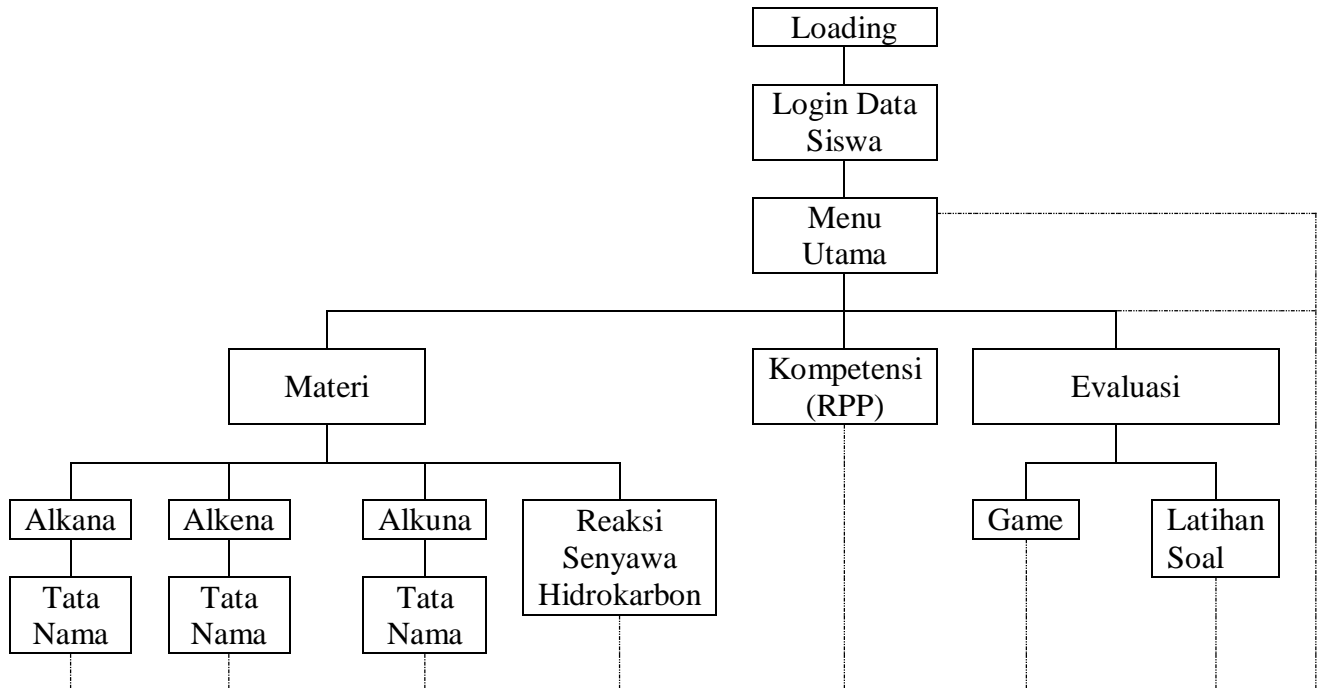 Loading
Login Data
Siswa
Menu
Utama
Materi
Kompetensi
(RPP)
Evaluasi
Alkana
Alkena
Alkuna
Reaksi
Senyawa
Hidrokarbon
Game
Latihan
Soal
Tata
Nama
Tata
Nama
Tata
Nama